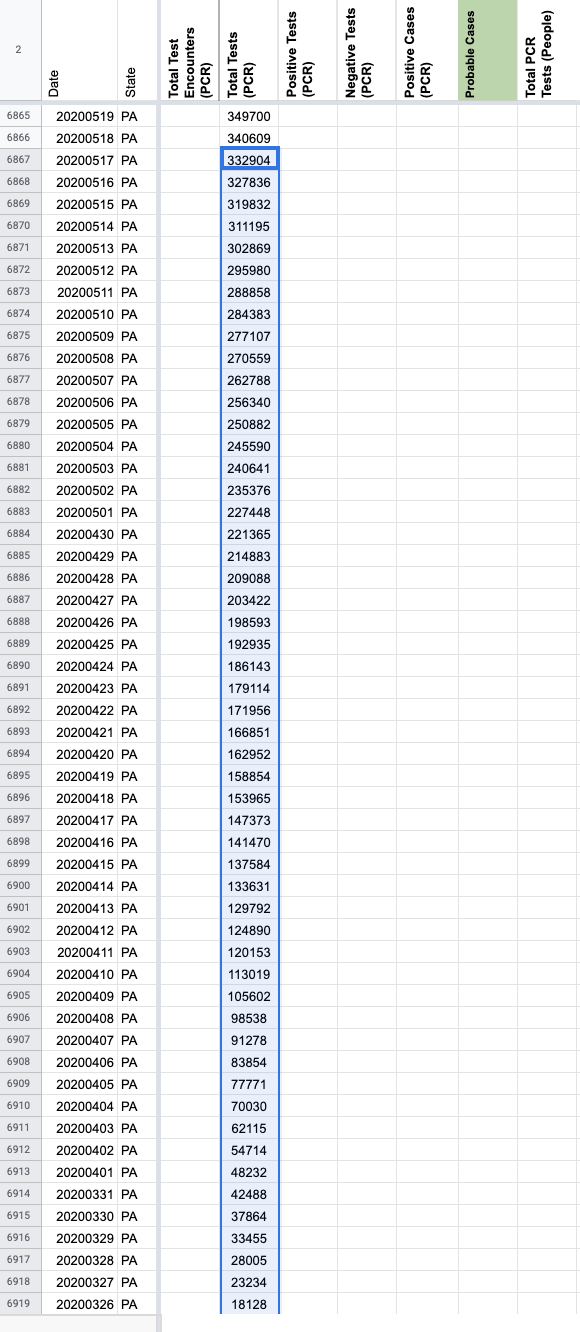 2 Date State Total Test Encounters (PCR) Total Tests (PCR) Positive Tests (PCR) Negative Tests (PCR) Positive Cases (PCR) Probable Cases Total PCR Tests (People)
6865 20200519 PA 349700
6866 20200518 PA 340609
6867 20200517 PA 332904
6868 20200516 PA 327836
6869 20200515 PA 319832
6870 20200514 PA 311195
6871 20200513 PA 302869
6872 20200512 PA 295980
6873 20200511 PA 288858
6874 20200510 PA 284383
6875 20200509 PA 277107
6876 20200508 PA 270559
6877 20200507 PA 262788
6878 20200506 PA 256340
6879 20200505 PA 250882
6880 20200504 PA 245590
6881 20200503 PA 240641
6882 20200502 PA 235376
6883 20200501 PA 227448
6884 20200430 PA 221365
6885 20200429 PA 214883
6886 20200428 PA 209088
6887 20200427 PA 203422
6888 20200426 PA 198593
6889 20200425 PA 192935
6890 20200424 PA 186143
6891 20200423 PA 179114
6892 20200422 PA 171956
6893 20200421 PA 166851
6894 20200420 PA 162952
6895 20200419 PA 158854
6896 20200418 PA 153965
6897 20200417 PA 147373
6898 20200416 PA 141470
6899 20200415 PA 137584
6900 20200414 PA 133631
6901 20200413 PA 129792
6902 20200412 PA 124890
6903 20200411 PA 120153
6904 20200410 PA 113019
6905 20200409 PA 105602
6906 20200408 PA 98538
6907 20200407 PA 91278
6908 20200406 PA 83854
6909 20200405 PA 77771
6910 20200404 PA 70030
6911 20200403 PA 62115
6912 20200402 PA 54714
6913 20200401 PA 48232
6914 20200331 PA 42488
6915 20200330 PA 37864
6916 20200329 PA 33455
6917 20200328 PA 28005
6918 20200327 PA 23234
6919 20200326 PA 18128